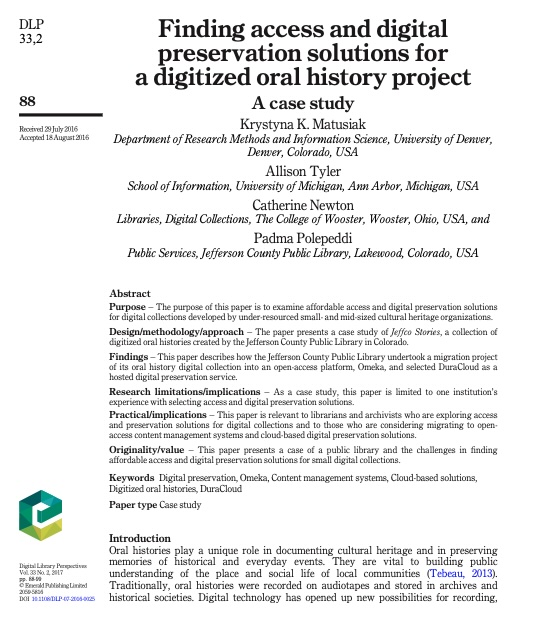 DLP
33,2
88
Received 29 July 2016
Accepted 18 August 2016
Finding access and digital
preservation solutions for
a digitized oral history project
A case study
Krystyna K. Matusiak
Department of Research Methods and Information Science, University of Denver,
Denver, Colorado, USA
Allison Tyler
School of Information, University of Michigan, Ann Arbor, Michigan, USA
Catherine Newton
Libraries, Digital Collections, The College of Wooster, Wooster, Ohio, USA, and
Padma Polepeddi
Public Services, Jefferson County Public Library, Lakewood, Colorado, USA
Abstract
Purpose – The purpose of this paper is to examine affordable access and digital preservation solutions
for digital collections developed by under-resourced small- and mid-sized cultural heritage organizations.
Design/methodology/approach – The paper presents a case study of Jeffco Stories, a collection of
digitized oral histories created by the Jefferson County Public Library in Colorado.
Findings – This paper describes how the Jefferson County Public Library undertook a migration project
of its oral history digital collection into an open-access platform, Omeka, and selected DuraCloud as a
hosted digital preservation service.
Research limitations/implications – As a case study, this paper is limited to one institution's
experience with selecting access and digital preservation solutions.
Practical/implications – This paper is relevant to librarians and archivists who are exploring access
and preservation solutions for digital collections and to those who are considering migrating to open-
access content management systems and cloud-based digital preservation systems.
Originality/value – This paper presents a case of a public library and the challenges in finding
affordable access and digital preservation solutions for small digital collections.
Keywords Digital preservation, Omeka, Content management systems, Cloud-based solutions,
Digitized oral histories, DuraCloud
Paper type Case study
Introduction
Oral histories play a unique role in documenting cultural heritage and in preserving
memories of historical and everyday events. They are vital to building public
understanding of the place and social life of local communities (Tebeau, 2013).
Traditionally, oral histories were recorded on audiotapes and stored in archives and
historical societies. Digital technology has opened up new possibilities for recording,
Digital Library Perspectives
Vol. 33 No. 2, 2017
pp. 88-99
© Emerald Publishing Limited
2059-5816
DOI 10.1108/DLP-07-2016-0025